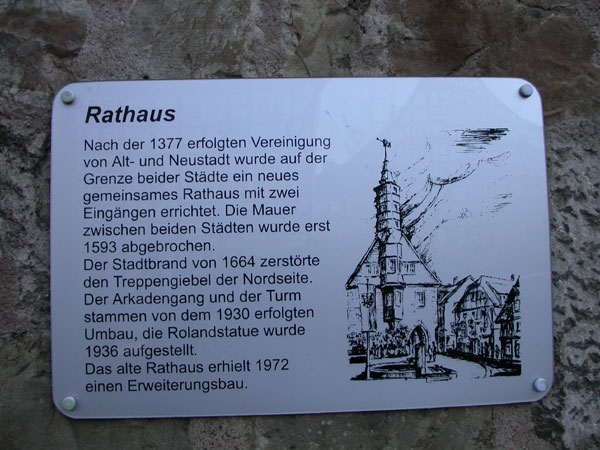 Rathaus
Nach der 1377 erfolgten Vereinigung
von Alt- und Neustadt wurde auf der
Grenze beider Städte ein neues
gemeinsames Rathaus mit zwei
Eingängen errichtet. Die Mauer
zwischen beiden Städten wurde erst
1593 abgebrochen.
Der Stadtbrand von 1664 zerstörte
den Treppengiebel der Nordseite.
Der Arkadengang und der Turm
stammen von dem 1930 erfolgten
Umbau, die Rolandstatue wurde
1936 aufgestellt.
Das alte Rathaus erhielt 1972
einen Erweiterungsbau.